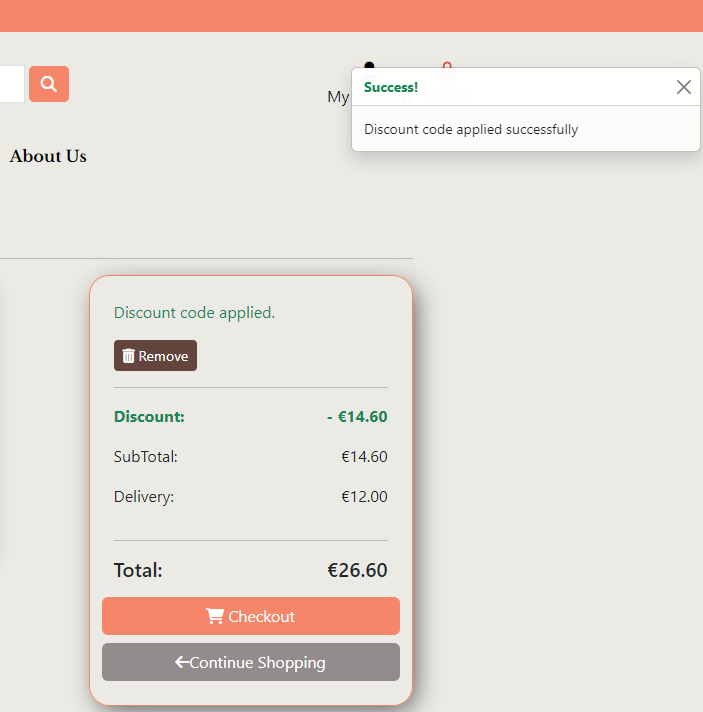 Success!
My
Discount code applied successfully
About Us
Discount code applied.
Remove
Discount: - €14.60
SubTotal: €14.60
Delivery: €12.00
Total: €26.60
Checkout
Continue Shopping